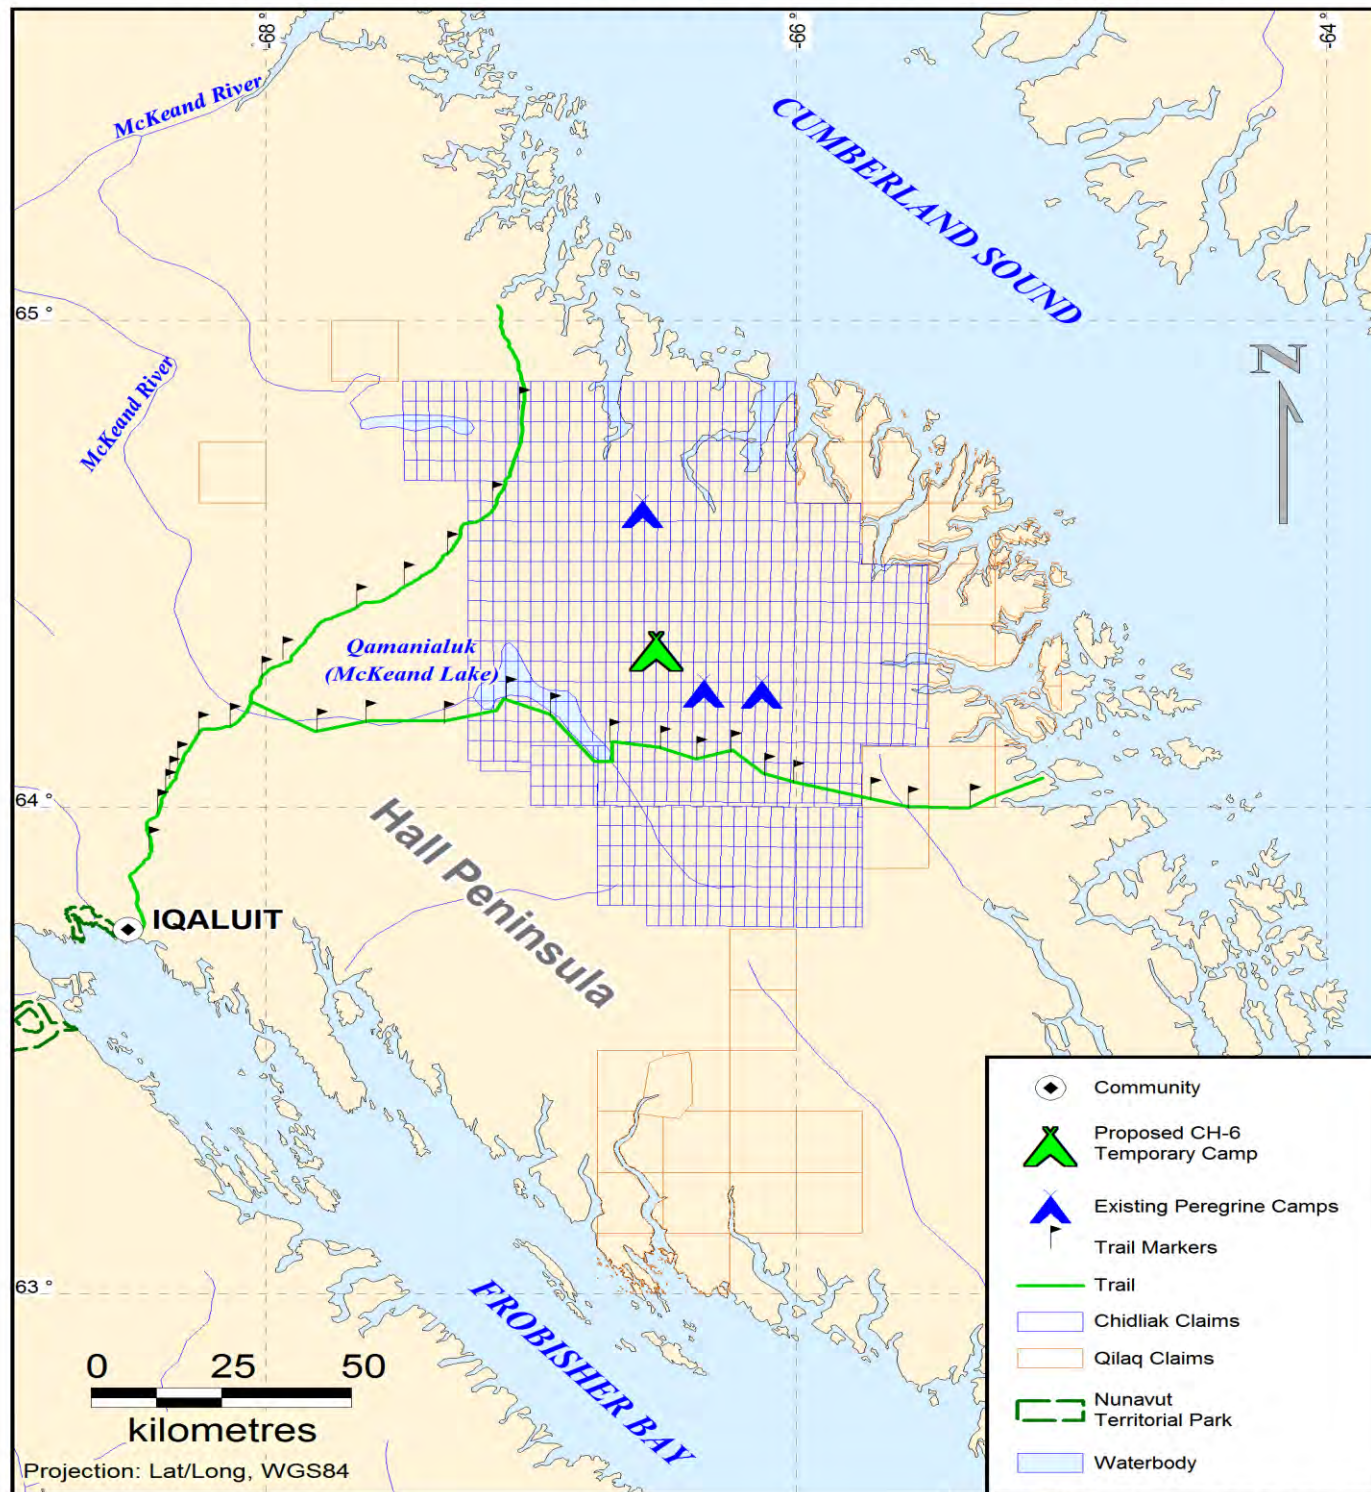 -68 °
-66 °
-64 °
McKeand River
CUMBERLAND SOUND
65 °
N
McKeand River
Qamanialuk
(McKeand Lake)
64 °
Hall Peninsula
IQALUIT
63 °
FROBISHER BAY
0 25 50
kilometres
Projection: Lat/Long, WGS84
Community
Proposed CH-6
Temporary Camp
Existing Peregrine Camps
Trail Markers
Trail
Chidliak Claims
Qilaq Claims
Nunavut
Territorial Park
Waterbody